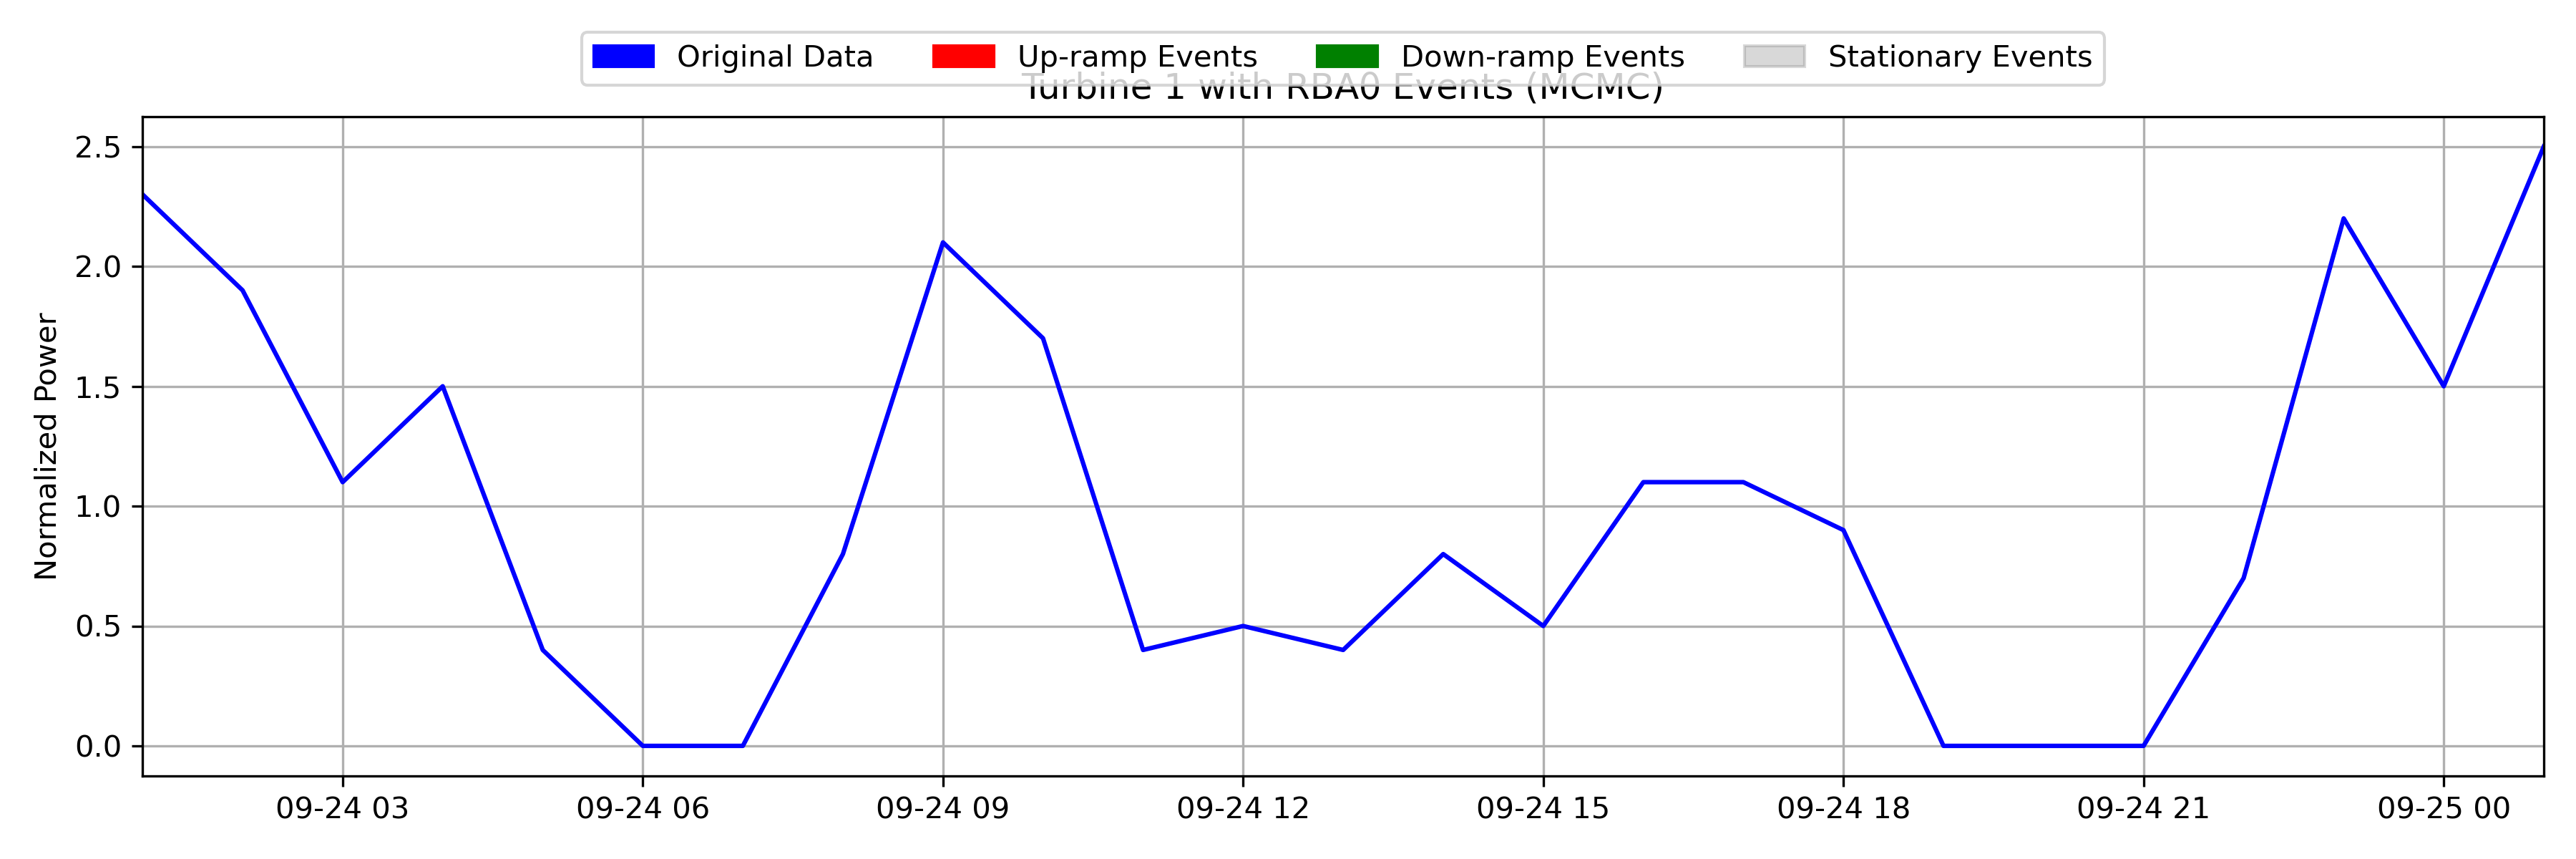 Original Data Up-ramp Events Down-ramp Events Stationary Events
Turbine 1 with RBA0 Events (MCMC)
Normalized Power
2.5
2.0
1.5
1.0
0.5
0.0
09-24 03 09-24 06 09-24 09 09-24 12 09-24 15 09-24 18 09-24 21 09-25 00